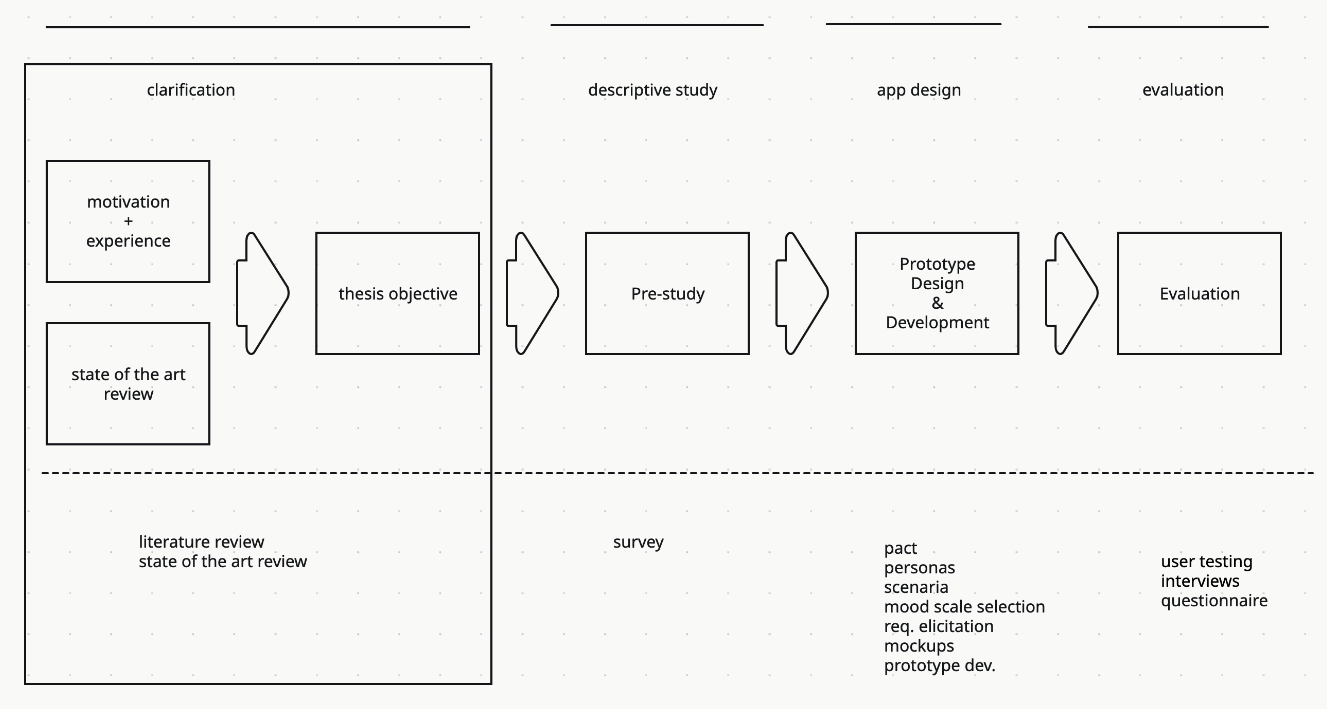 clarification
descriptive study
app design
evaluation
motivation
+
experience
state of the art
review
thesis objective
Pre-study
Prototype
Design
&
Development
Evaluation
literature review
state of the art review
survey
pact
personas
scenaria
mood scale selection
req. elicitation
mockups
prototype dev.
user testing
interviews
questionnaire